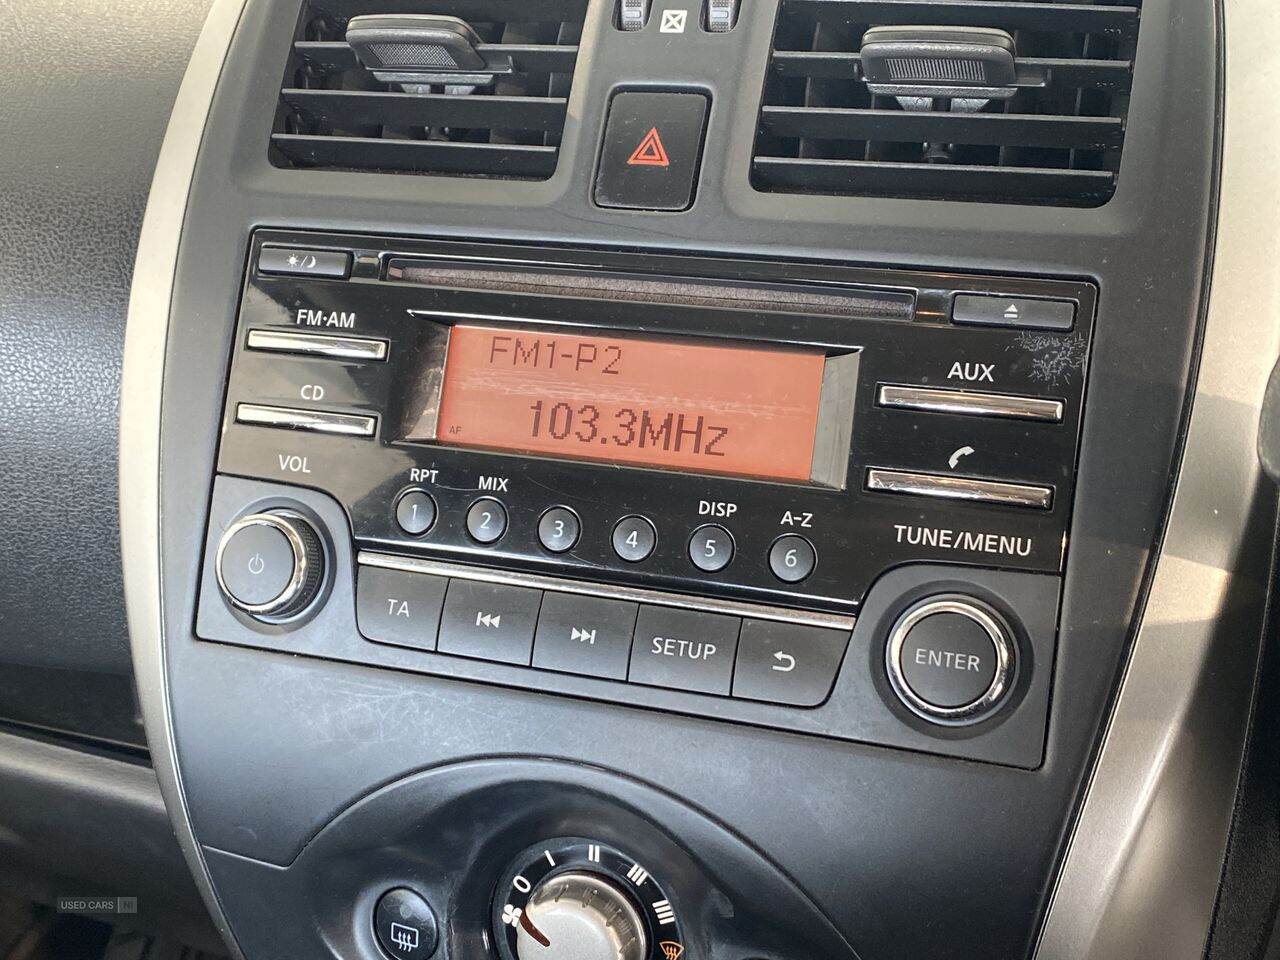 FM·AM
FM1-P2
AUX
CD
AF
103.3MHz
VOL
RPT
MIX
DISP
A-Z
1
2
3
4
5
6
TUNE/MENU
TA
SETUP
ENTER
0
USED CARS NI